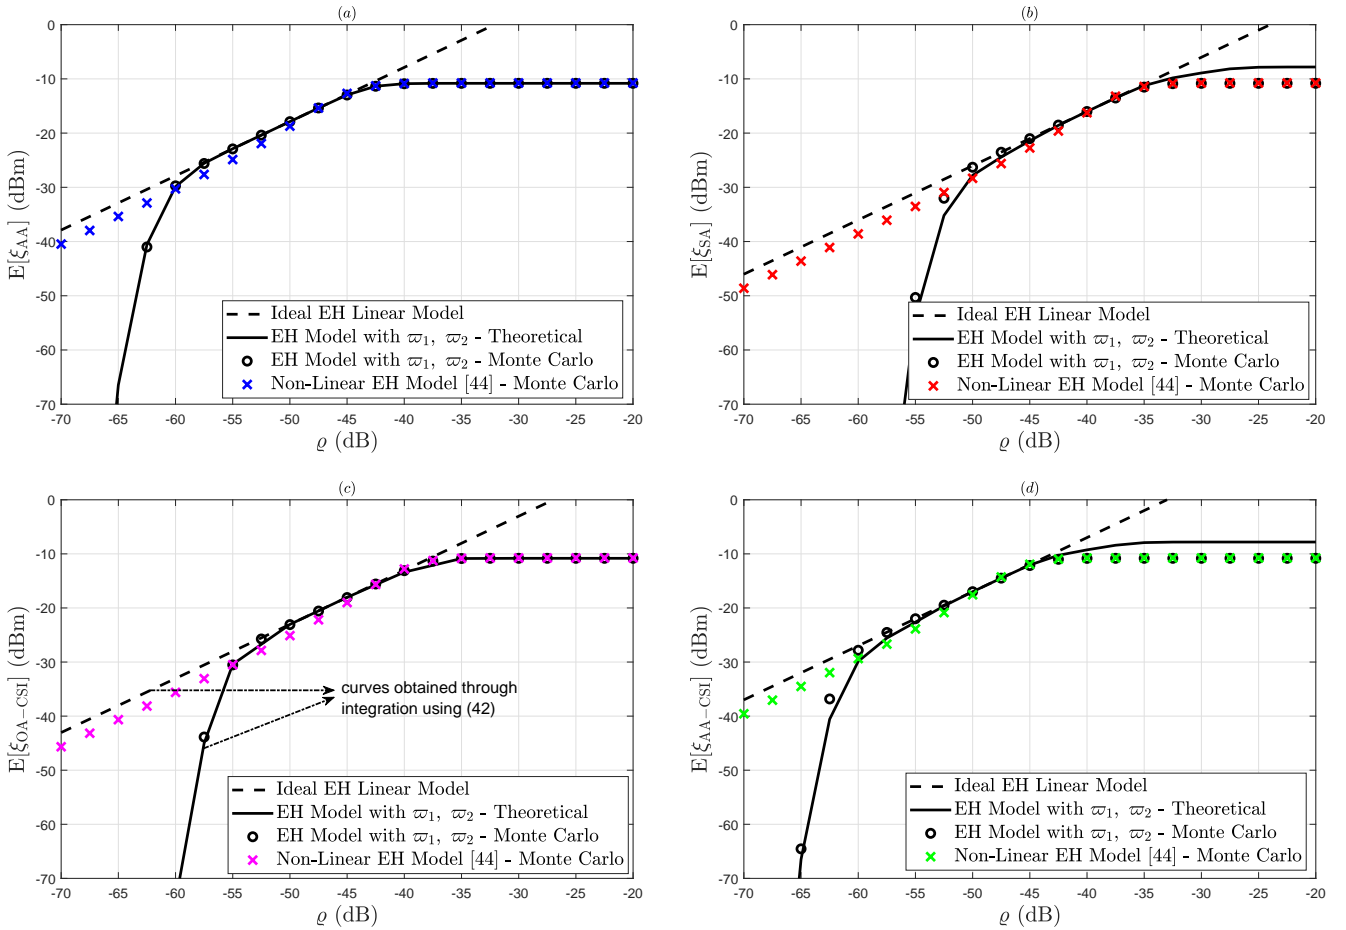 (a)
0
-10
-20
-30
-40
-50
-60
-70
E[ξ_AA] (dBm)
Ideal EH Linear Model
EH Model with ϖ₁, ϖ₂ - Theoretical
EH Model with ϖ₁, ϖ₂ - Monte Carlo
Non-Linear EH Model [44] - Monte Carlo
-70 -65 -60 -55 -50 -45 -40 -35 -30 -25 -20
ϱ (dB)
(b)
0
-10
-20
-30
-40
-50
-60
-70
E[ξ_SA] (dBm)
Ideal EH Linear Model
EH Model with ϖ₁, ϖ₂ - Theoretical
EH Model with ϖ₁, ϖ₂ - Monte Carlo
Non-Linear EH Model [44] - Monte Carlo
-70 -65 -60 -55 -50 -45 -40 -35 -30 -25 -20
ϱ (dB)
(c)
0
-10
-20
-30
-40
-50
-60
-70
E[ξ_OA−CSI] (dBm)
curves obtained through
integration using (42)
Ideal EH Linear Model
EH Model with ϖ₁, ϖ₂ - Theoretical
EH Model with ϖ₁, ϖ₂ - Monte Carlo
Non-Linear EH Model [44] - Monte Carlo
-70 -65 -60 -55 -50 -45 -40 -35 -30 -25 -20
ϱ (dB)
(d)
0
-10
-20
-30
-40
-50
-60
-70
E[ξ_AA−CSI] (dBm)
Ideal EH Linear Model
EH Model with ϖ₁, ϖ₂ - Theoretical
EH Model with ϖ₁, ϖ₂ - Monte Carlo
Non-Linear EH Model [44] - Monte Carlo
-70 -65 -60 -55 -50 -45 -40 -35 -30 -25 -20
ϱ (dB)